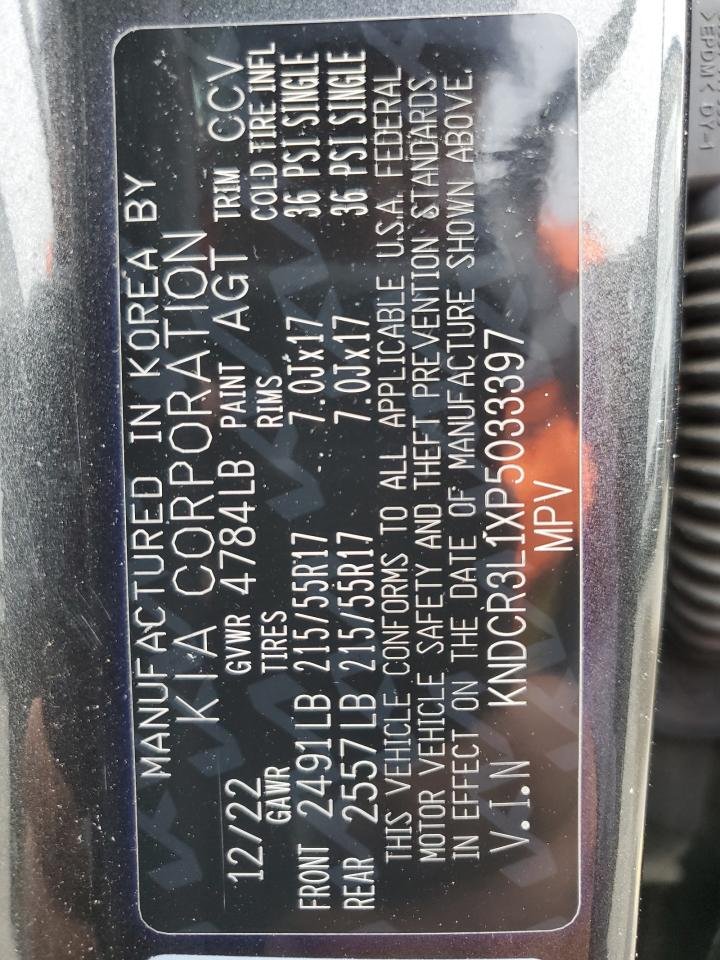 MANUFACTURED IN KOREA BY
KIA CORPORATION
12/22 GVWR 4784LB PAINT AGT TRIM CCV
GAWR TIRES RIMS COLD TIRE INFL
FRONT 2491LB 215/55R17 7.0Jx17 36 PSI SINGLE
REAR 2557LB 215/55R17 7.0Jx17 36 PSI SINGLE
THIS VEHICLE CONFORMS TO ALL APPLICABLE U.S.A. FEDERAL
MOTOR VEHICLE SAFETY AND THEFT PREVENTION STANDARDS
IN EFFECT ON THE DATE OF MANUFACTURE SHOWN ABOVE.
V.I.N KNDCR3L1XP5033397
MPV
>EPDM< DY-1